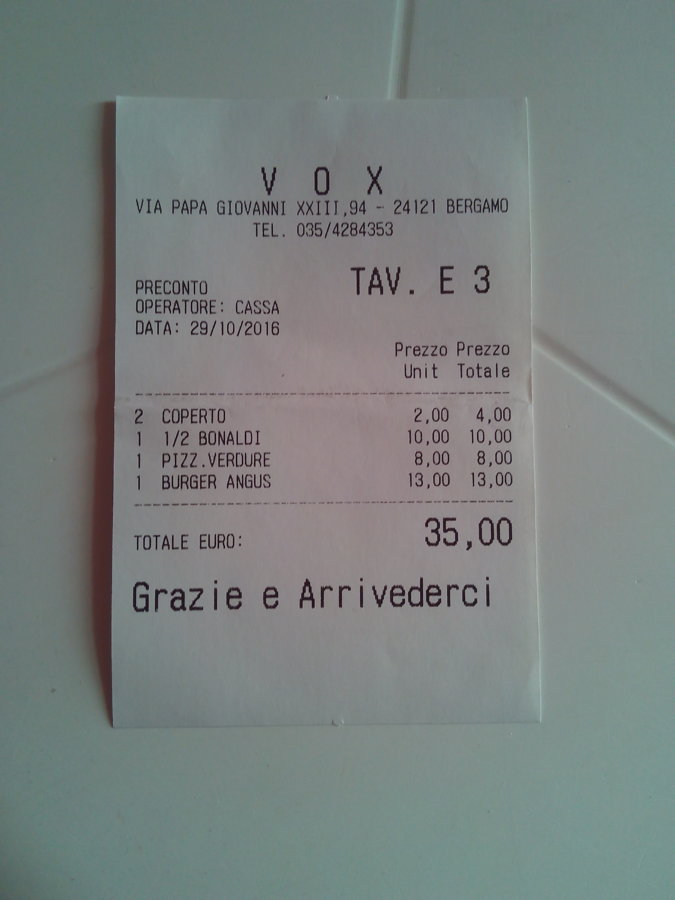 V O X
VIA PAPA GIOVANNI XXIII,94 - 24121 BERGAMO
TEL. 035/4284353
TAV. E 3
PRECONTO
OPERATORE: CASSA
DATA: 29/10/2016
Prezzo Prezzo
Unit Totale
2 COPERTO 2,00 4,00
1 1/2 BONALDI 10,00 10,00
1 PIZZ.VERDURE 8,00 8,00
1 BURGER ANGUS 13,00 13,00
TOTALE EURO: 35,00
Grazie e Arrivederci